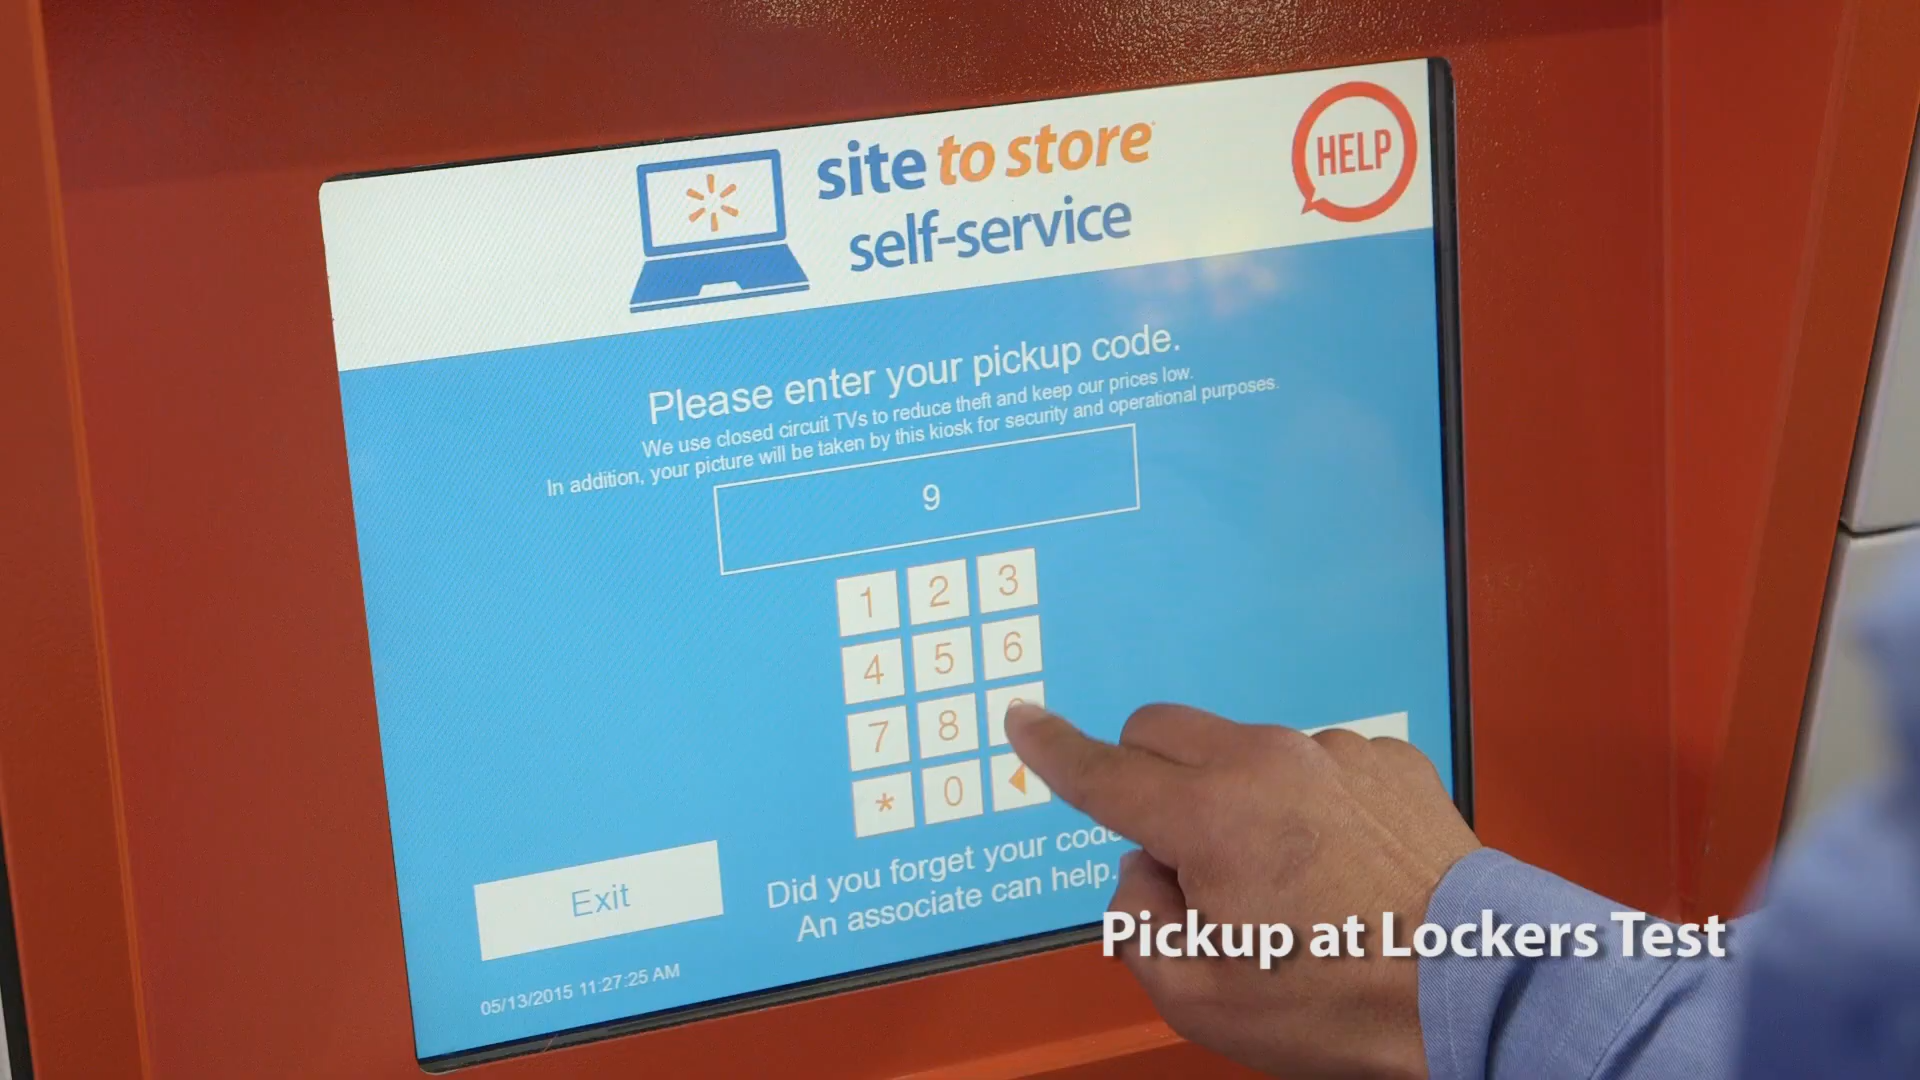 site to store
self-service
HELP
Please enter your pickup code.
We use closed circuit TVs to reduce theft and keep our prices low.
In addition, your picture will be taken by this kiosk for security and operational purposes.
9
1 2 3
4 5 6
7 8
* 0
Exit
Did you forget your code
An associate can help.
05/13/2015 11:27:25 AM
Pickup at Lockers Test